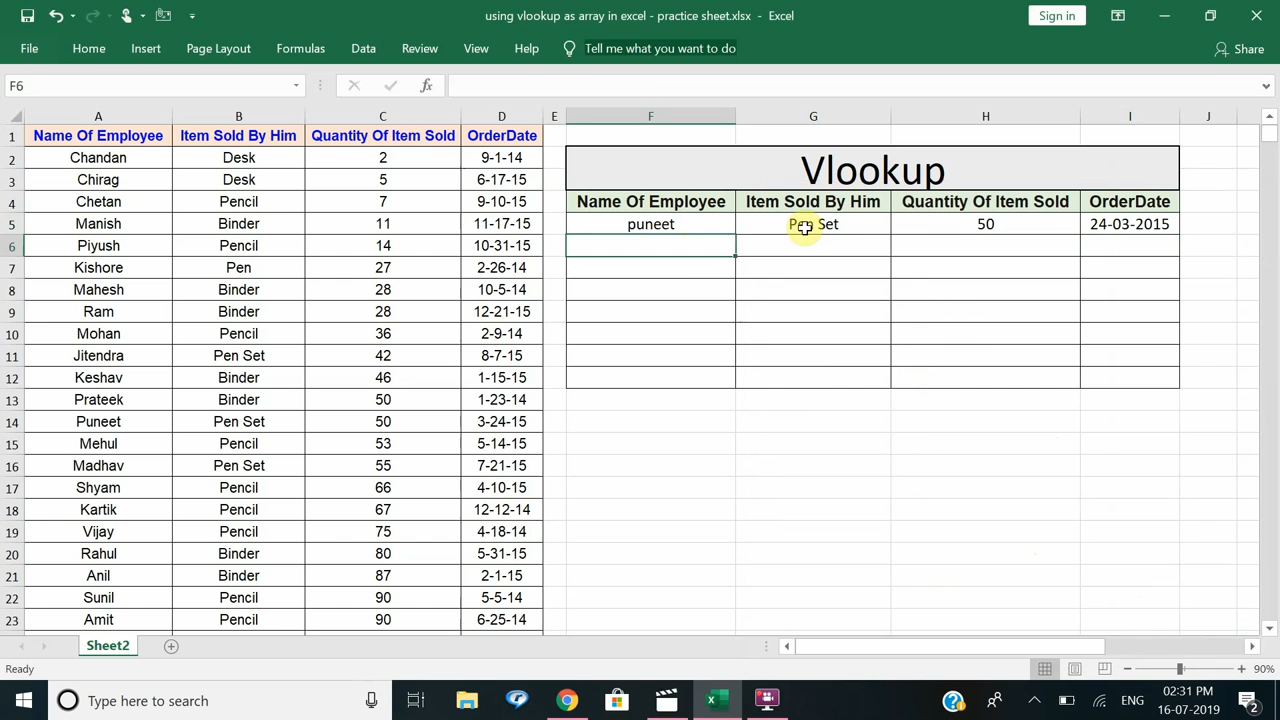 using vlookup as array in excel - practice sheet.xlsx - Excel
Sign in
File Home Insert Page Layout Formulas Data Review View Help Tell me what you want to do Share
F6 fx
A B C D E F G H I J
1 Name Of Employee Item Sold By Him Quantity Of Item Sold OrderDate
2 Chandan Desk 2 9-1-14 Vlookup
3 Chirag Desk 5 6-17-15
4 Chetan Pencil 7 9-10-15 Name Of Employee Item Sold By Him Quantity Of Item Sold OrderDate
5 Manish Binder 11 11-17-15 puneet Pen Set 50 24-03-2015
6 Piyush Pencil 14 10-31-15
7 Kishore Pen 27 2-26-14
8 Mahesh Binder 28 10-5-14
9 Ram Binder 28 12-21-15
10 Mohan Pencil 36 2-9-14
11 Jitendra Pen Set 42 8-7-15
12 Keshav Binder 46 1-15-15
13 Prateek Binder 50 1-23-14
14 Puneet Pen Set 50 3-24-15
15 Mehul Pencil 53 5-14-15
16 Madhav Pen Set 55 7-21-15
17 Shyam Pencil 66 4-10-15
18 Kartik Pencil 67 12-12-14
19 Vijay Pencil 75 4-18-14
20 Rahul Binder 80 5-31-15
21 Anil Binder 87 2-1-15
22 Sunil Pencil 90 5-5-14
23 Amit Pencil 90 6-25-14
Sheet2
Ready 90%
Type here to search ENG 02:31 PM
16-07-2019 2